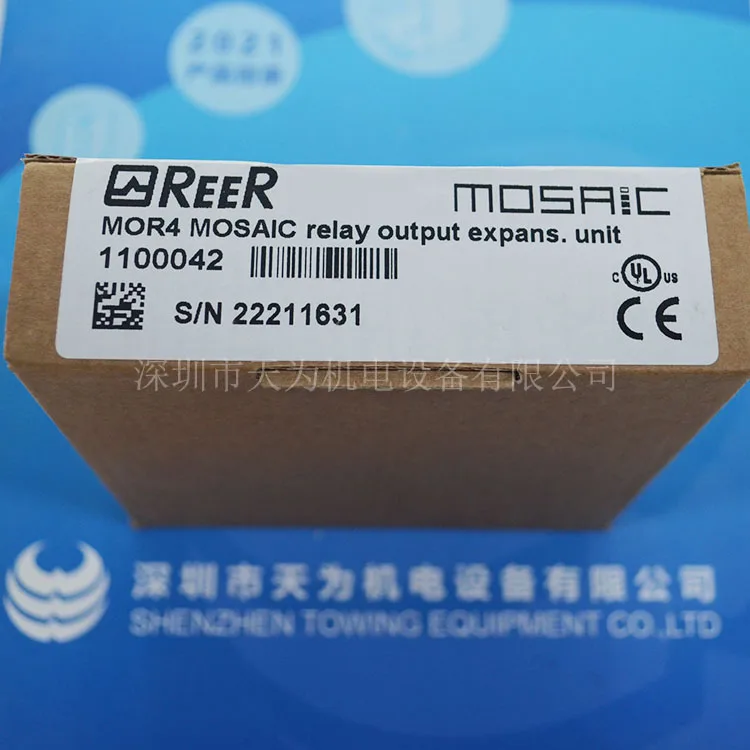 2021
REER
MOSAIC
MOR4 MOSAIC relay output expans. unit
1100042
C UL US
S/N 22211631
CE
深圳市天为机电设备有限公司
深圳市天为机电设备有限公司
SHENZHEN TOWING EQUIPMENT CO.,LTD